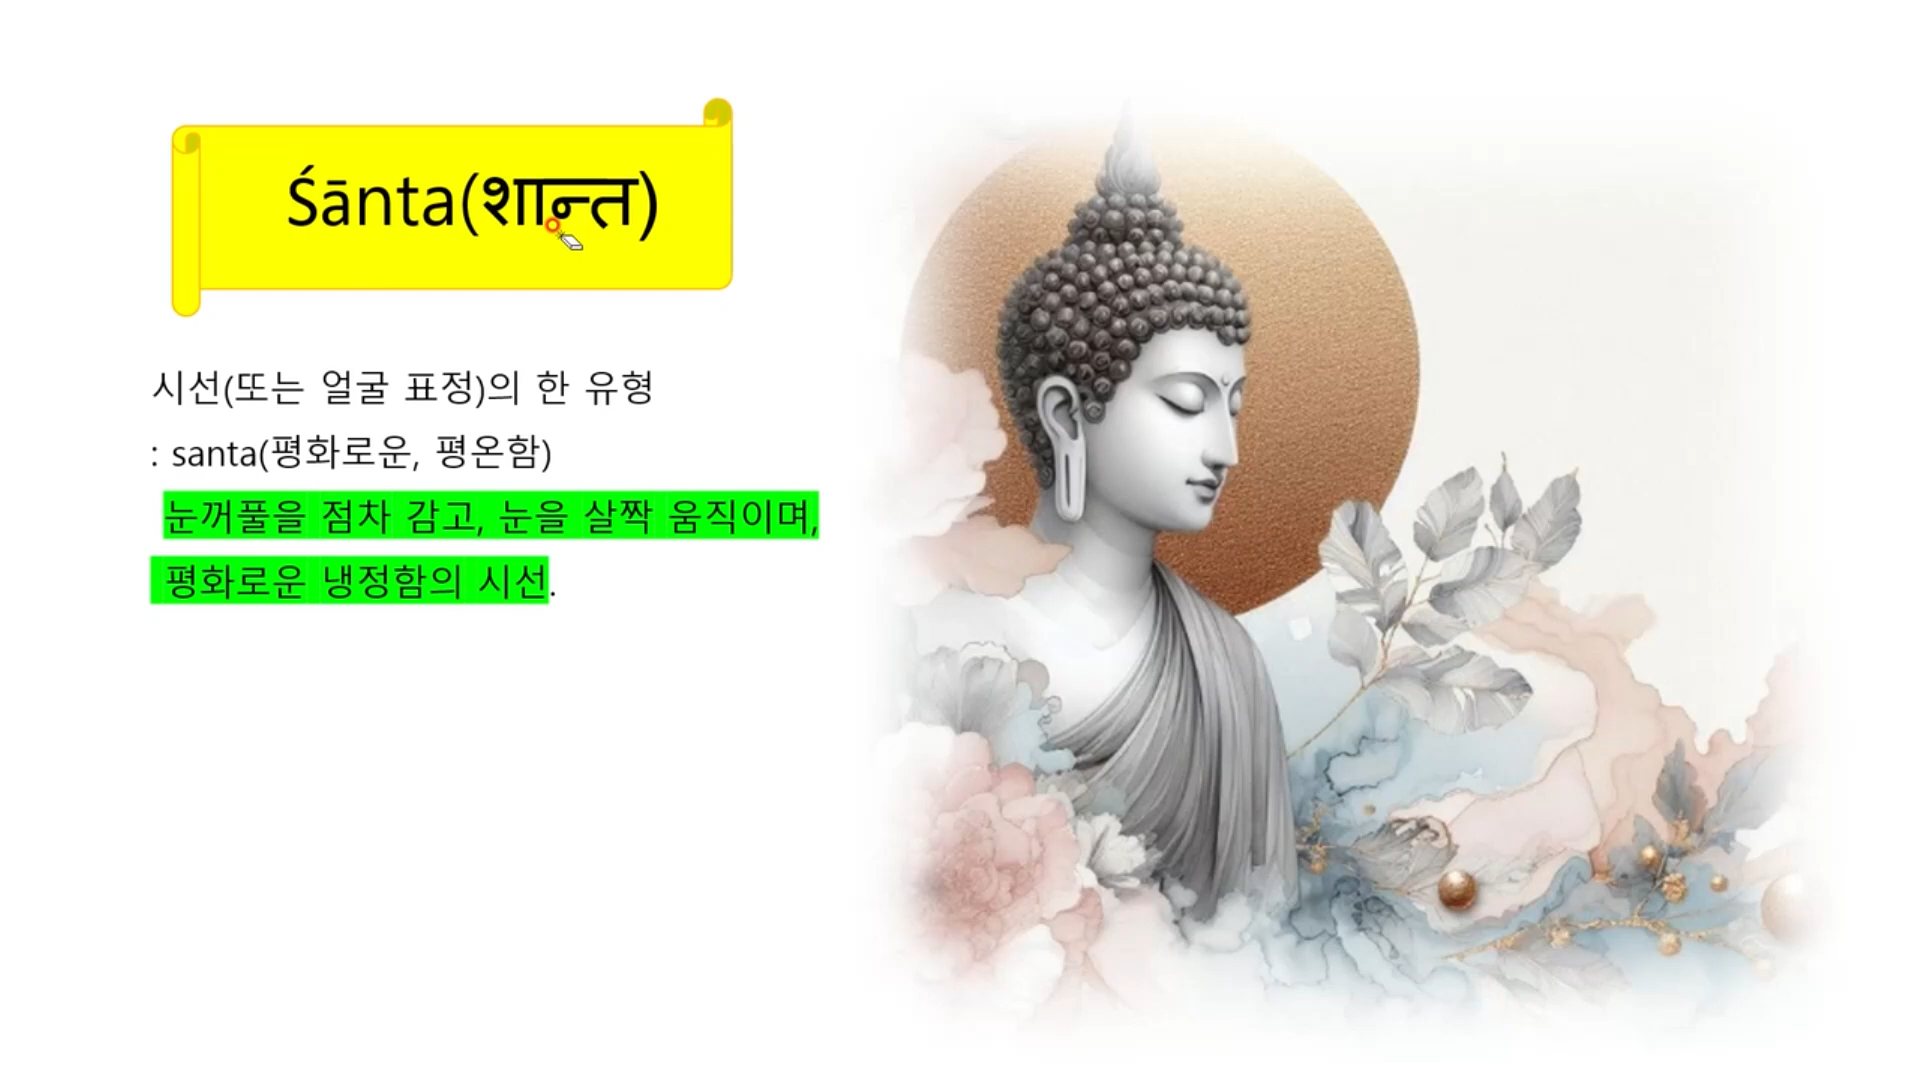 Śānta(शान्त)
시선(또는 얼굴 표정)의 한 유형
: santa(평화로운, 평온함)
눈꺼풀을 점차 감고, 눈을 살짝 움직이며,
평화로운 냉정함의 시선.